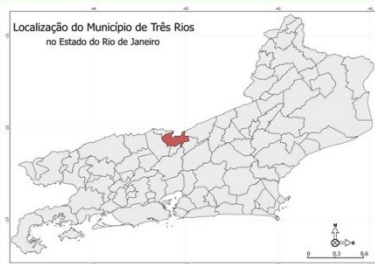 Localização do Município de Três Rios
no Estado do Rio de Janeiro
N
0 0.3 0.6